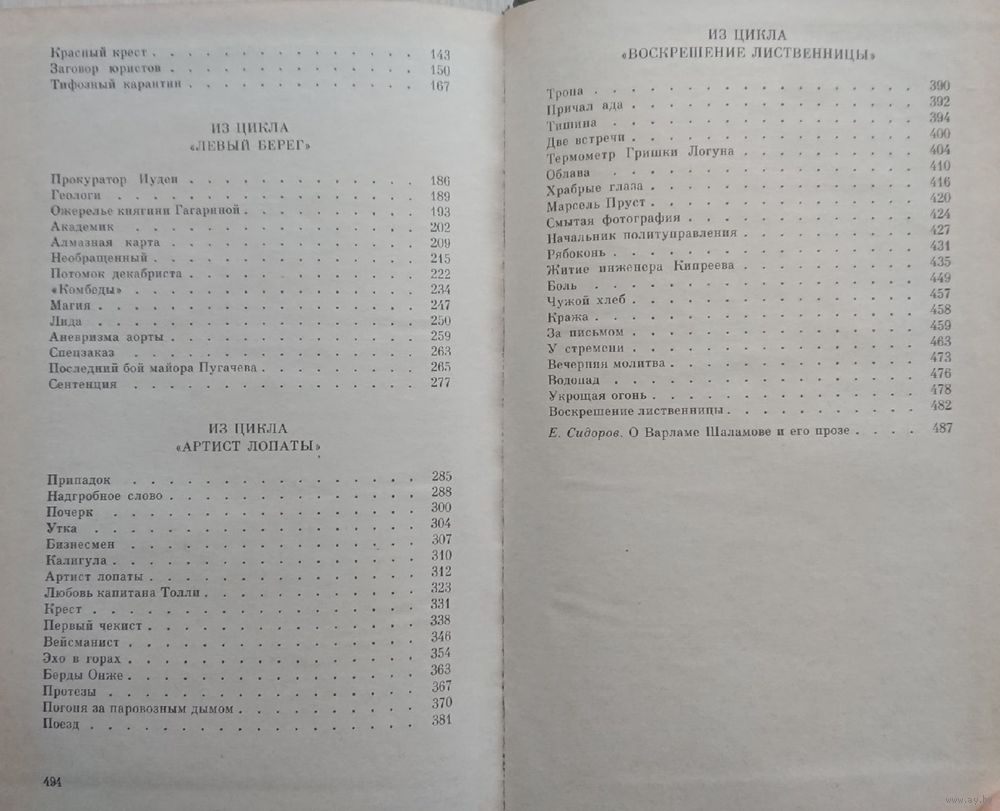 Красный крест . . . . . . . . . . . . . . . 143
Заговор юристов . . . . . . . . . . . . . . 150
Тифозный карантин . . . . . . . . . . . . . 167
ИЗ ЦИКЛА
«ЛЕВЫЙ БЕРЕГ»
Прокуратор Иудеи . . . . . . . . . . . . . 186
Геологи . . . . . . . . . . . . . . . . . 189
Ожерелье княгини Гагариной . . . . . . . . . . 193
Академик . . . . . . . . . . . . . . . . . 202
Алмазная карта . . . . . . . . . . . . . . 209
Необращенный . . . . . . . . . . . . . . . 215
Потомок декабриста . . . . . . . . . . . . . 222
«Комбеды» . . . . . . . . . . . . . . . . 234
Магия . . . . . . . . . . . . . . . . . . 247
Лида . . . . . . . . . . . . . . . . . . 250
Аневризма аорты . . . . . . . . . . . . . . 259
Спецзаказ . . . . . . . . . . . . . . . . 263
Последний бой майора Пугачева . . . . . . . . . 265
Сентенция . . . . . . . . . . . . . . . . 277
ИЗ ЦИКЛА
«АРТИСТ ЛОПАТЫ»
Припадок . . . . . . . . . . . . . . . . 285
Надгробное слово . . . . . . . . . . . . . . 288
Почерк . . . . . . . . . . . . . . . . . 300
Утка . . . . . . . . . . . . . . . . . . 304
Бизнесмен . . . . . . . . . . . . . . . . 307
Калигула . . . . . . . . . . . . . . . . . 310
Артист лопаты . . . . . . . . . . . . . . . 312
Любовь капитана Толли . . . . . . . . . . . . 323
Крест . . . . . . . . . . . . . . . . . . 331
Первый чекист . . . . . . . . . . . . . . . 338
Вейсманист . . . . . . . . . . . . . . . . 346
Эхо в горах . . . . . . . . . . . . . . . . 354
Берды Онже . . . . . . . . . . . . . . . . 363
Протезы . . . . . . . . . . . . . . . . . 367
Погоня за паровозным дымом . . . . . . . . . . 370
Поезд . . . . . . . . . . . . . . . . . . 381
494
ИЗ ЦИКЛА
«ВОСКРЕШЕНИЕ ЛИСТВЕННИЦЫ»
Тропа . . . . . . . . . . . . . . . . . . 390
Причал ада . . . . . . . . . . . . . . . . 392
Тишина . . . . . . . . . . . . . . . . . 394
Две встречи . . . . . . . . . . . . . . . . 400
Термометр Гришки Логуна . . . . . . . . . . . 404
Облава . . . . . . . . . . . . . . . . . 410
Храбрые глаза . . . . . . . . . . . . . . . 416
Марсель Пруст . . . . . . . . . . . . . . . 420
Смытая фотография . . . . . . . . . . . . . 424
Начальник политуправления . . . . . . . . . . 427
Рябоконь . . . . . . . . . . . . . . . . . 431
Житие инженера Кипреева . . . . . . . . . . . 435
Боль . . . . . . . . . . . . . . . . . . 449
Чужой хлеб . . . . . . . . . . . . . . . . 457
Кража . . . . . . . . . . . . . . . . . . 458
За письмом . . . . . . . . . . . . . . . . 459
У стремени . . . . . . . . . . . . . . . . 463
Вечерняя молитва . . . . . . . . . . . . . . 473
Водопад . . . . . . . . . . . . . . . . . 476
Укрощая огонь . . . . . . . . . . . . . . . 478
Воскрешение лиственницы . . . . . . . . . . . 482
Е. Сидоров. О Варламе Шаламове и его прозе . . . . 487